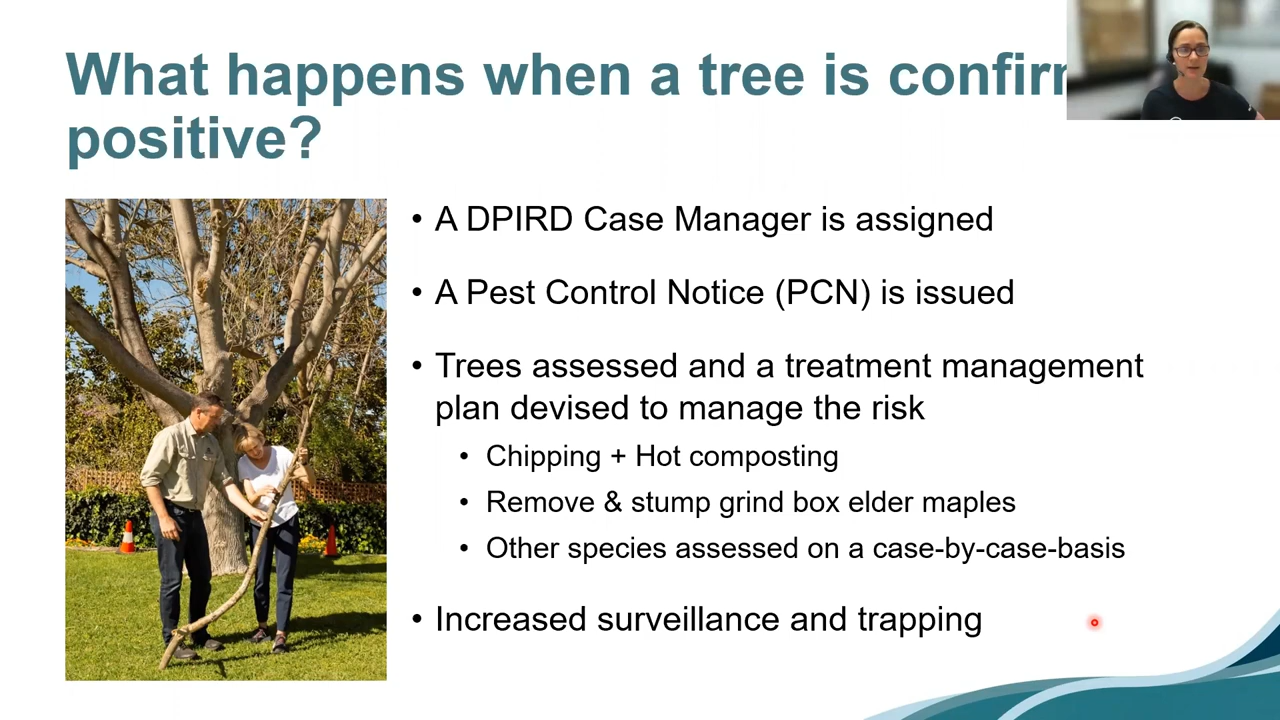 What happens when a tree is
positive?
• A DPIRD Case Manager is assigned
• A Pest Control Notice (PCN) is issued
• Trees assessed and a treatment management
plan devised to manage the risk
• Chipping + Hot composting
• Remove & stump grind box elder maples
• Other species assessed on a case-by-case-basis
• Increased surveillance and trapping